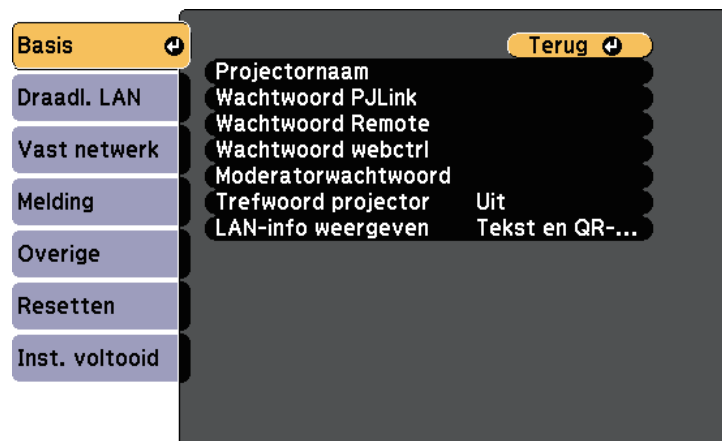 Basis
Draadl. LAN
Vast netwerk
Melding
Overige
Resetten
Inst. voltooid
Terug
Projectornaam
Wachtwoord PJLink
Wachtwoord Remote
Wachtwoord webctrl
Moderatorwachtwoord
Trefwoord projector Uit
LAN-info weergeven Tekst en QR-...